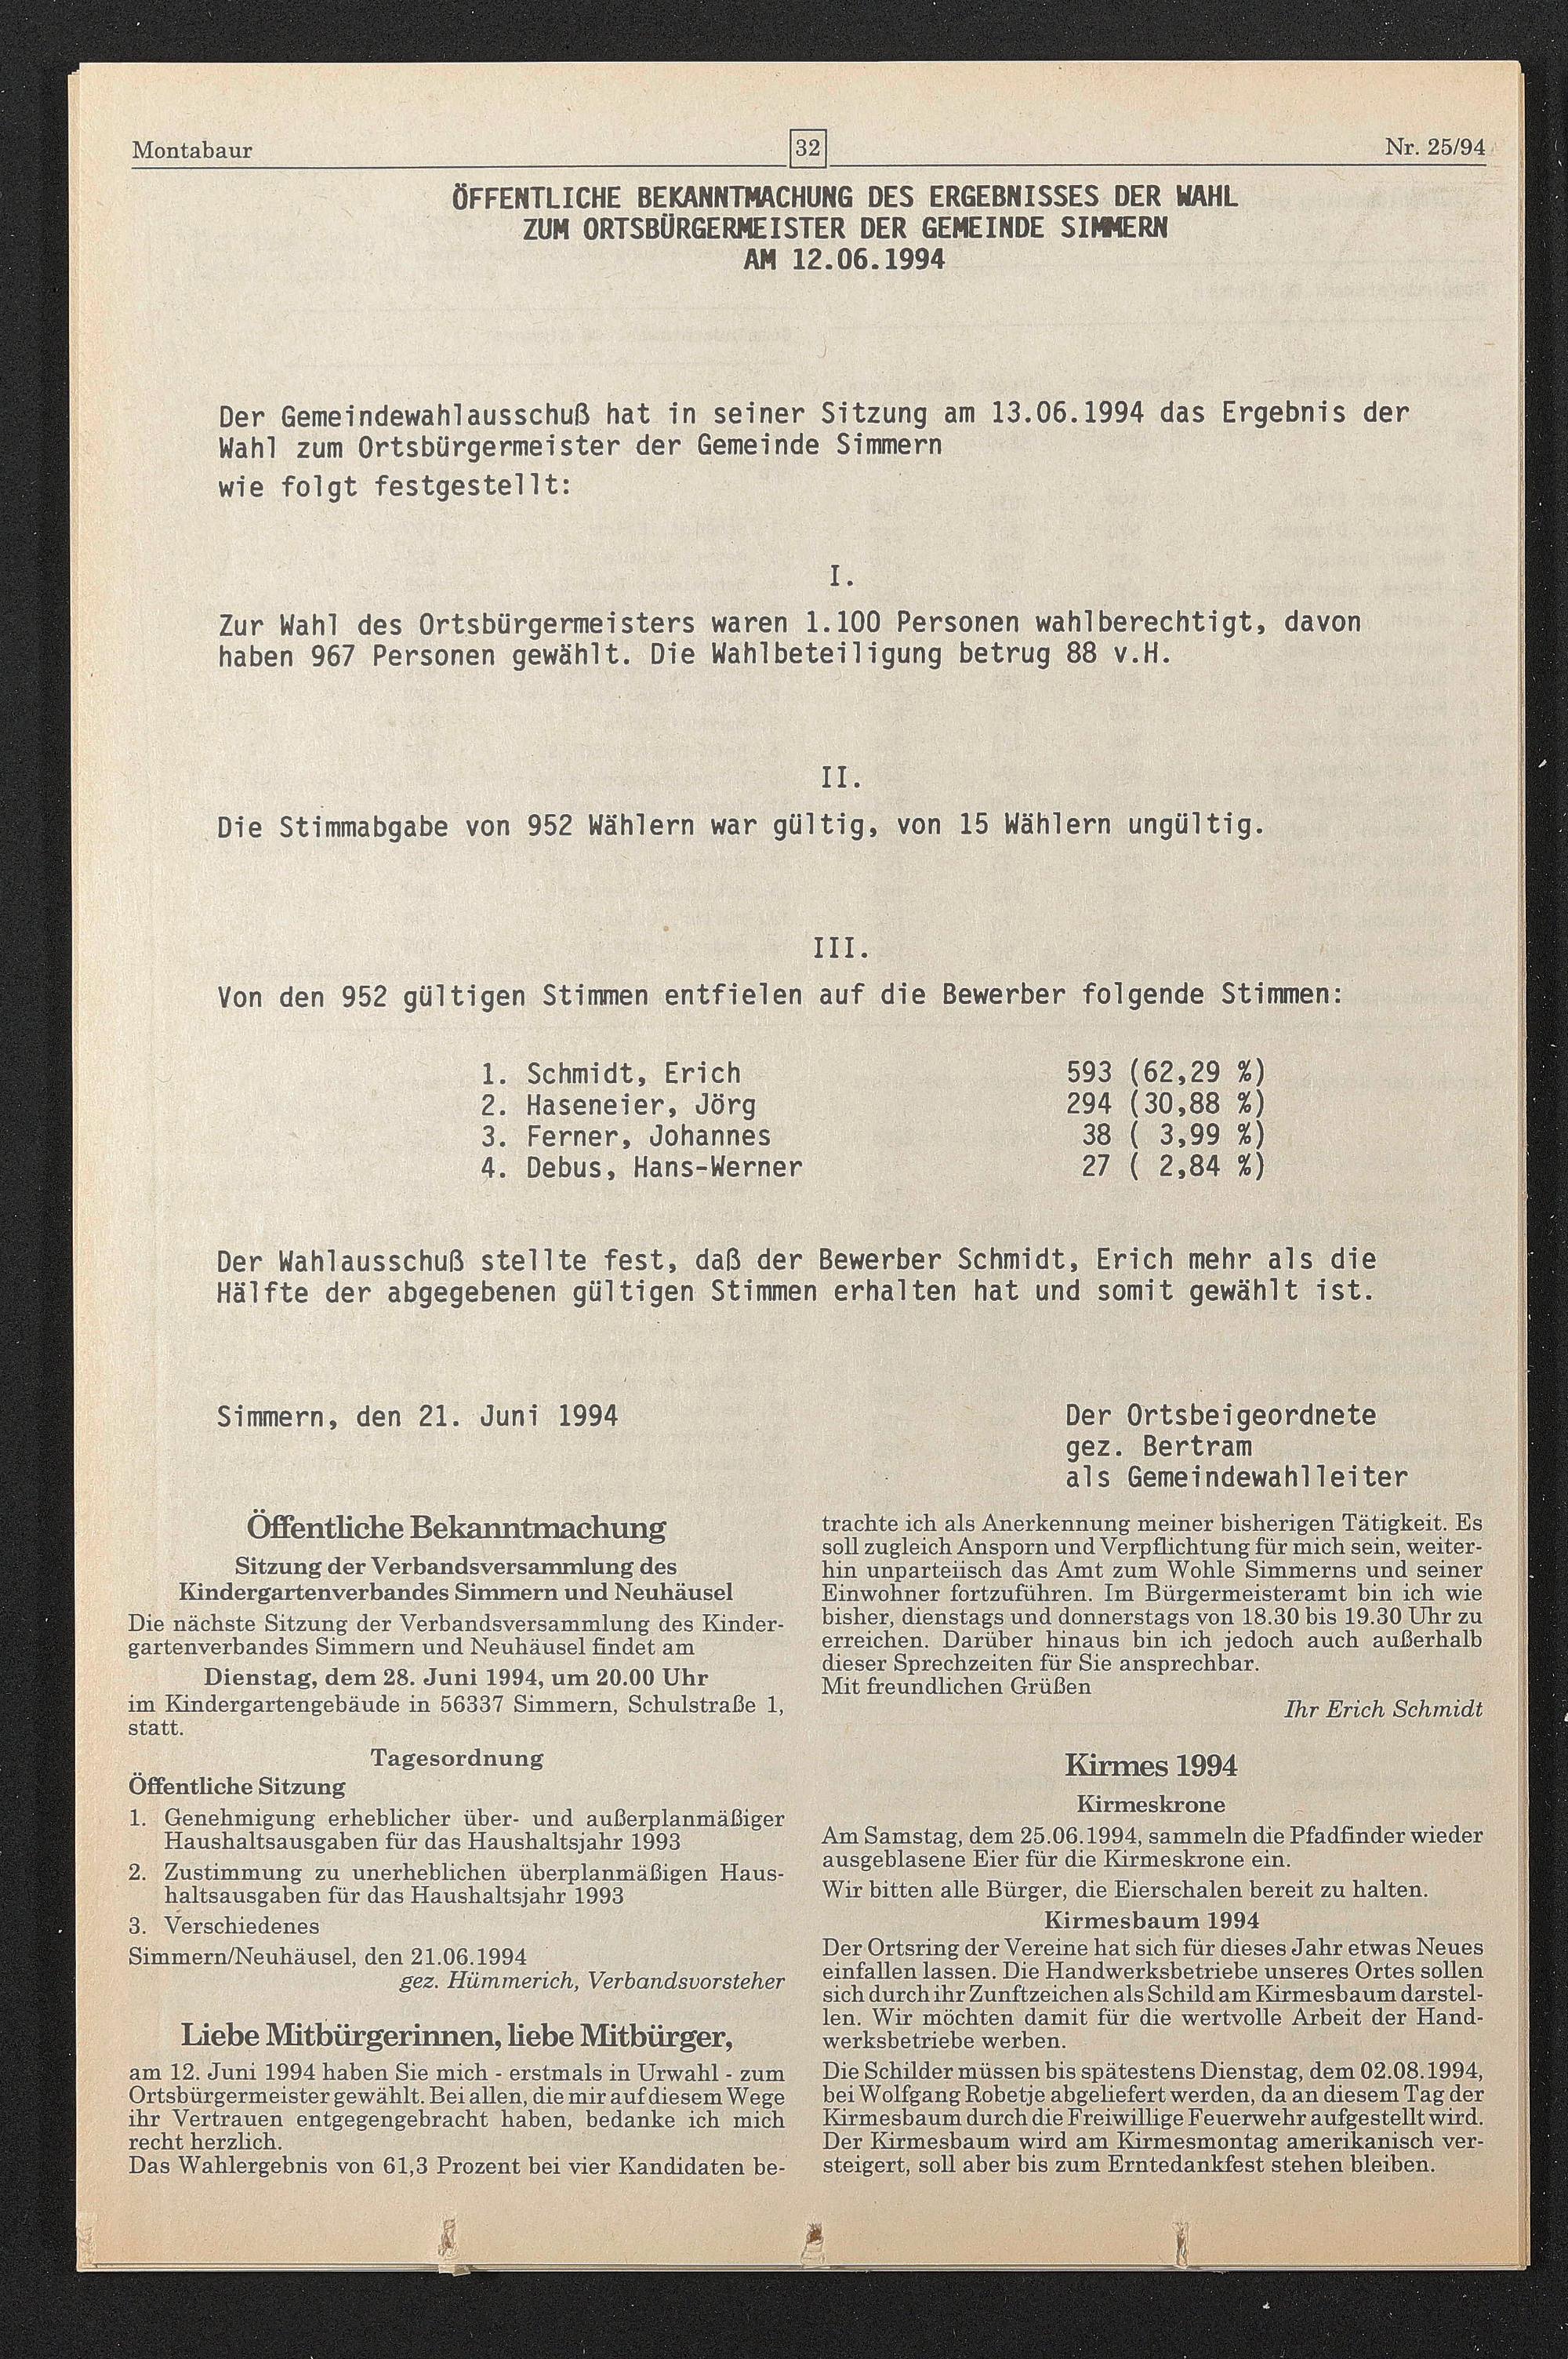 Montabaur
32
Nr. 25/94
ÖFFENTLICHE BEKANNTMACHUNG DES ERGEBNISSES DER WAHL
ZUM ORTSBÜRGERMEISTER DER GEMEINDE SIMMERN
AM 12.06.1994
Der Gemeindewahlausschuß hat in seiner Sitzung am 13.06.1994 das Ergebnis der
Wahl zum Ortsbürgermeister der Gemeinde Simmern
wie folgt festgestellt:
I.
Zur Wahl des Ortsbürgermeisters waren 1.100 Personen wahlberechtigt, davon
haben 967 Personen gewählt. Die Wahlbeteiligung betrug 88 v.H.
II.
Die Stimmabgabe von 952 Wählern war gültig, von 15 Wählern ungültig.
III.
Von den 952 gültigen Stimmen entfielen auf die Bewerber folgende Stimmen:
1. Schmidt, Erich 593 (62,29 %)
2. Haseneier, Jörg 294 (30,88 %)
3. Ferner, Johannes 38 ( 3,99 %)
4. Debus, Hans-Werner 27 ( 2,84 %)
Der Wahlausschuß stellte fest, daß der Bewerber Schmidt, Erich mehr als die
Hälfte der abgegebenen gültigen Stimmen erhalten hat und somit gewählt ist.
Simmern, den 21. Juni 1994
Der Ortsbeigeordnete
gez. Bertram
als Gemeindewahlleiter
Öffentliche Bekanntmachung
Sitzung der Verbandsversammlung des
Kindergartenverbandes Simmern und Neuhäusel
Die nächste Sitzung der Verbandsversammlung des Kinder-
gartenverbandes Simmern und Neuhäusel findet am
Dienstag, dem 28. Juni 1994, um 20.00 Uhr
im Kindergartengebäude in 56337 Simmern, Schulstraße 1,
statt.
Tagesordnung
Öffentliche Sitzung
1. Genehmigung erheblicher über- und außerplanmäßiger
Haushaltsausgaben für das Haushaltsjahr 1993
2. Zustimmung zu unerheblichen überplanmäßigen Haus-
haltsausgaben für das Haushaltsjahr 1993
3. Verschiedenes
Simmern/Neuhäusel, den 21.06.1994
gez. Hümmerich, Verbandsvorsteher
Liebe Mitbürgerinnen, liebe Mitbürger,
am 12. Juni 1994 haben Sie mich - erstmals in Urwahl - zum
Ortsbürgermeister gewählt. Bei allen, die mir auf diesem Wege
ihr Vertrauen entgegengebracht haben, bedanke ich mich
recht herzlich.
Das Wahlergebnis von 61,3 Prozent bei vier Kandidaten be-
trachte ich als Anerkennung meiner bisherigen Tätigkeit. Es
soll zugleich Ansporn und Verpflichtung für mich sein, weiter-
hin unparteiisch das Amt zum Wohle Simmerns und seiner
Einwohner fortzuführen. Im Bürgermeisteramt bin ich wie
bisher, dienstags und donnerstags von 18.30 bis 19.30 Uhr zu
erreichen. Darüber hinaus bin ich jedoch auch außerhalb
dieser Sprechzeiten für Sie ansprechbar.
Mit freundlichen Grüßen
Ihr Erich Schmidt
Kirmes 1994
Kirmeskrone
Am Samstag, dem 25.06.1994, sammeln die Pfadfinder wieder
ausgeblasene Eier für die Kirmeskrone ein.
Wir bitten alle Bürger, die Eierschalen bereit zu halten.
Kirmesbaum 1994
Der Ortsring der Vereine hat sich für dieses Jahr etwas Neues
einfallen lassen. Die Handwerksbetriebe unseres Ortes sollen
sich durch ihr Zunftzeichen als Schild am Kirmesbaum darstel-
len. Wir möchten damit für die wertvolle Arbeit der Hand-
werksbetriebe werben.
Die Schilder müssen bis spätestens Dienstag, dem 02.08.1994,
bei Wolfgang Robetje abgeliefert werden, da an diesem Tag der
Kirmesbaum durch die Freiwillige Feuerwehr aufgestellt wird.
Der Kirmesbaum wird am Kirmesmontag amerikanisch ver-
steigert, soll aber bis zum Erntedankfest stehen bleiben.